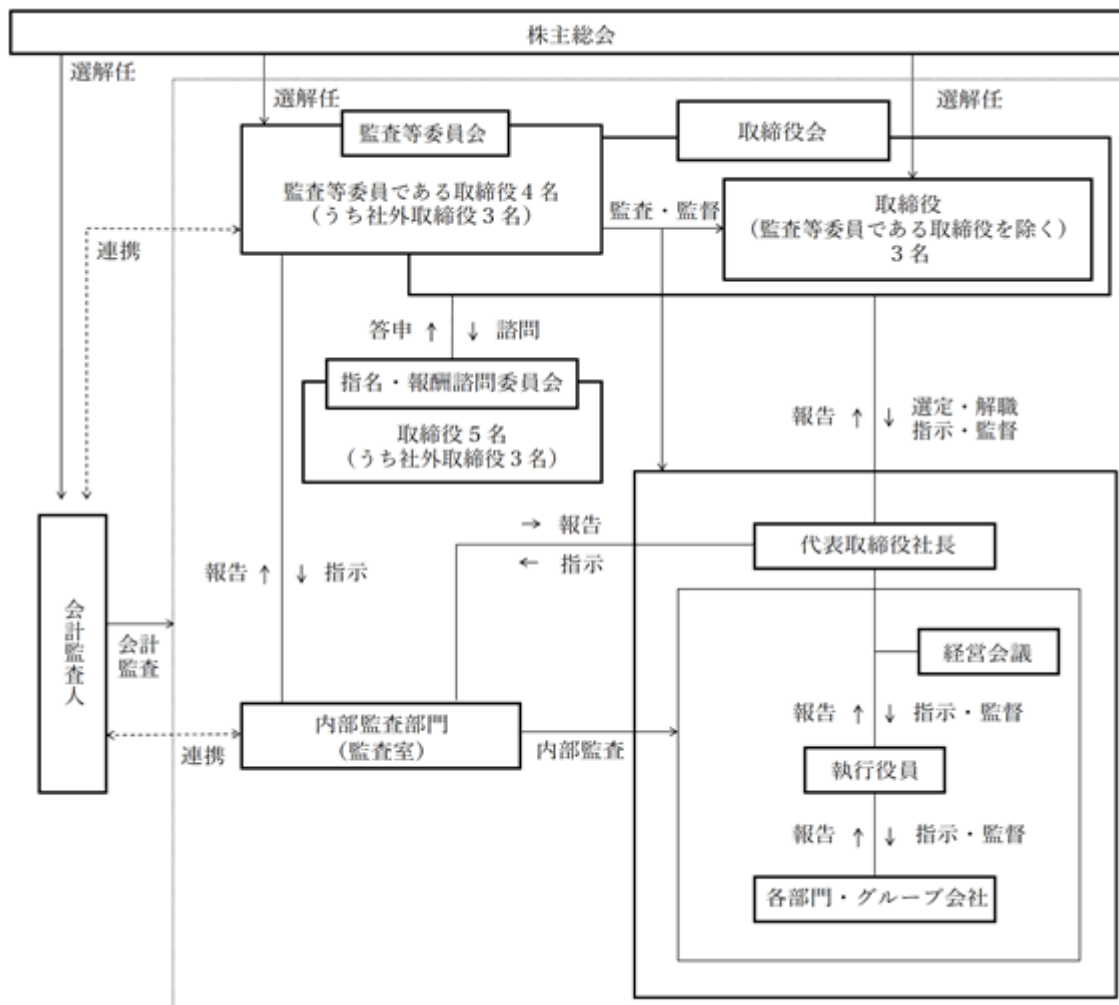 株主総会
選解任
選解任
選解任
監査等委員会
取締役会
監査等委員である取締役4名
（うち社外取締役3名）
監査・監督
取締役
（監査等委員である取締役を除く）
3名
連携
答申 ↑ ↓ 諮問
指名・報酬諮問委員会
取締役5名
（うち社外取締役3名）
報告 ↑ ↓ 選定・解職
指示・監督
→ 報告
← 指示
代表取締役社長
報告 ↑ ↓ 指示
会計監査人
会計
監査
経営会議
内部監査部門
（監査室）
連携
内部監査
報告 ↑ ↓ 指示・監督
執行役員
報告 ↑ ↓ 指示・監督
各部門・グループ会社